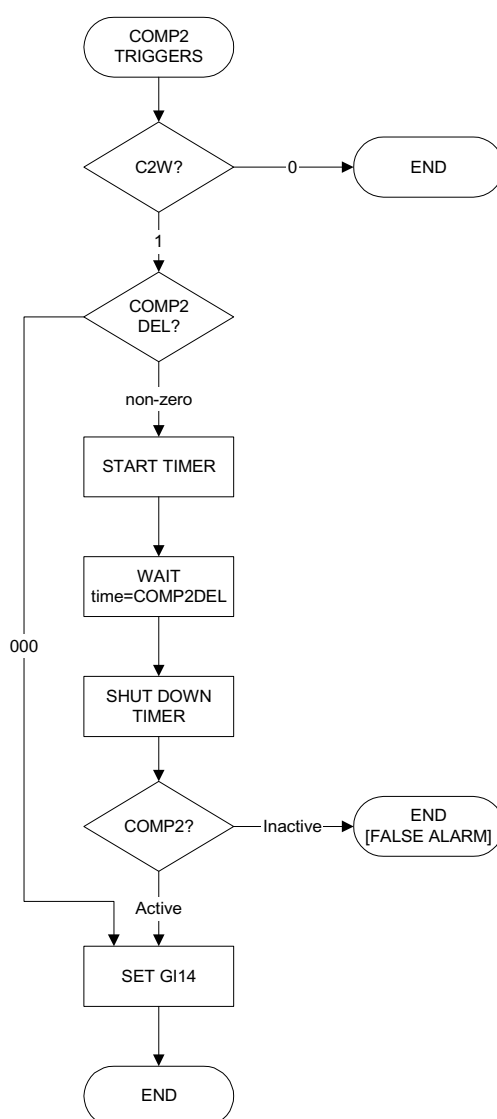 COMP2
TRIGGERS
C2W?
0
END
1
COMP2
DEL?
non-zero
START TIMER
WAIT
time=COMP2DEL
000
SHUT DOWN
TIMER
COMP2?
Inactive
END
[FALSE ALARM]
Active
SET GI14
END